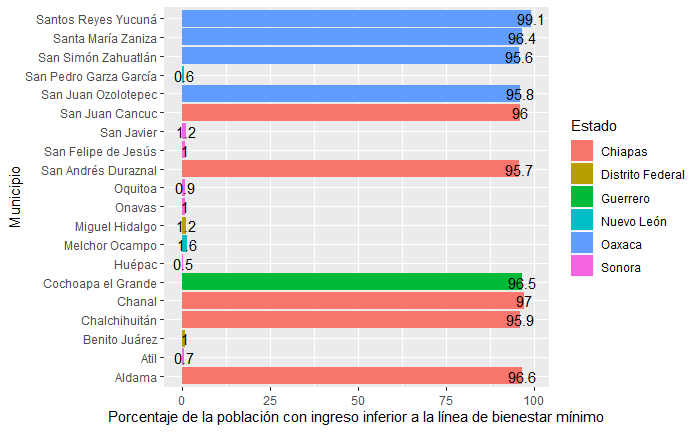 Santos Reyes Yucuná 99.1
Santa María Zaniza 96.4
San Simón Zahuatlán 95.6
San Pedro Garza García 0.6
San Juan Ozolotepec 95.8
San Juan Cancuc 96
San Javier 1.2
San Felipe de Jesús 1
San Andrés Duraznal 95.7
Oquitoa 0.9
Onavas 1
Miguel Hidalgo 1.2
Melchor Ocampo 1.6
Huépac 0.5
Cochoapa el Grande 96.5
Chanal 97
Chalchihuitán 95.9
Benito Juárez 1
Atil 0.7
Aldama 96.6
0 25 50 75 100
Porcentaje de la población con ingreso inferior a la línea de bienestar mínimo
Municipio
Estado
Chiapas
Distrito Federal
Guerrero
Nuevo León
Oaxaca
Sonora